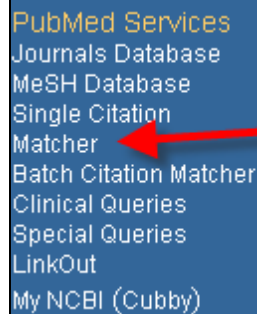 PubMed Services
Journals Database
MeSH Database
Single Citation
Matcher
Batch Citation Matcher
Clinical Queries
Special Queries
LinkOut
My NCBI (Cubby)